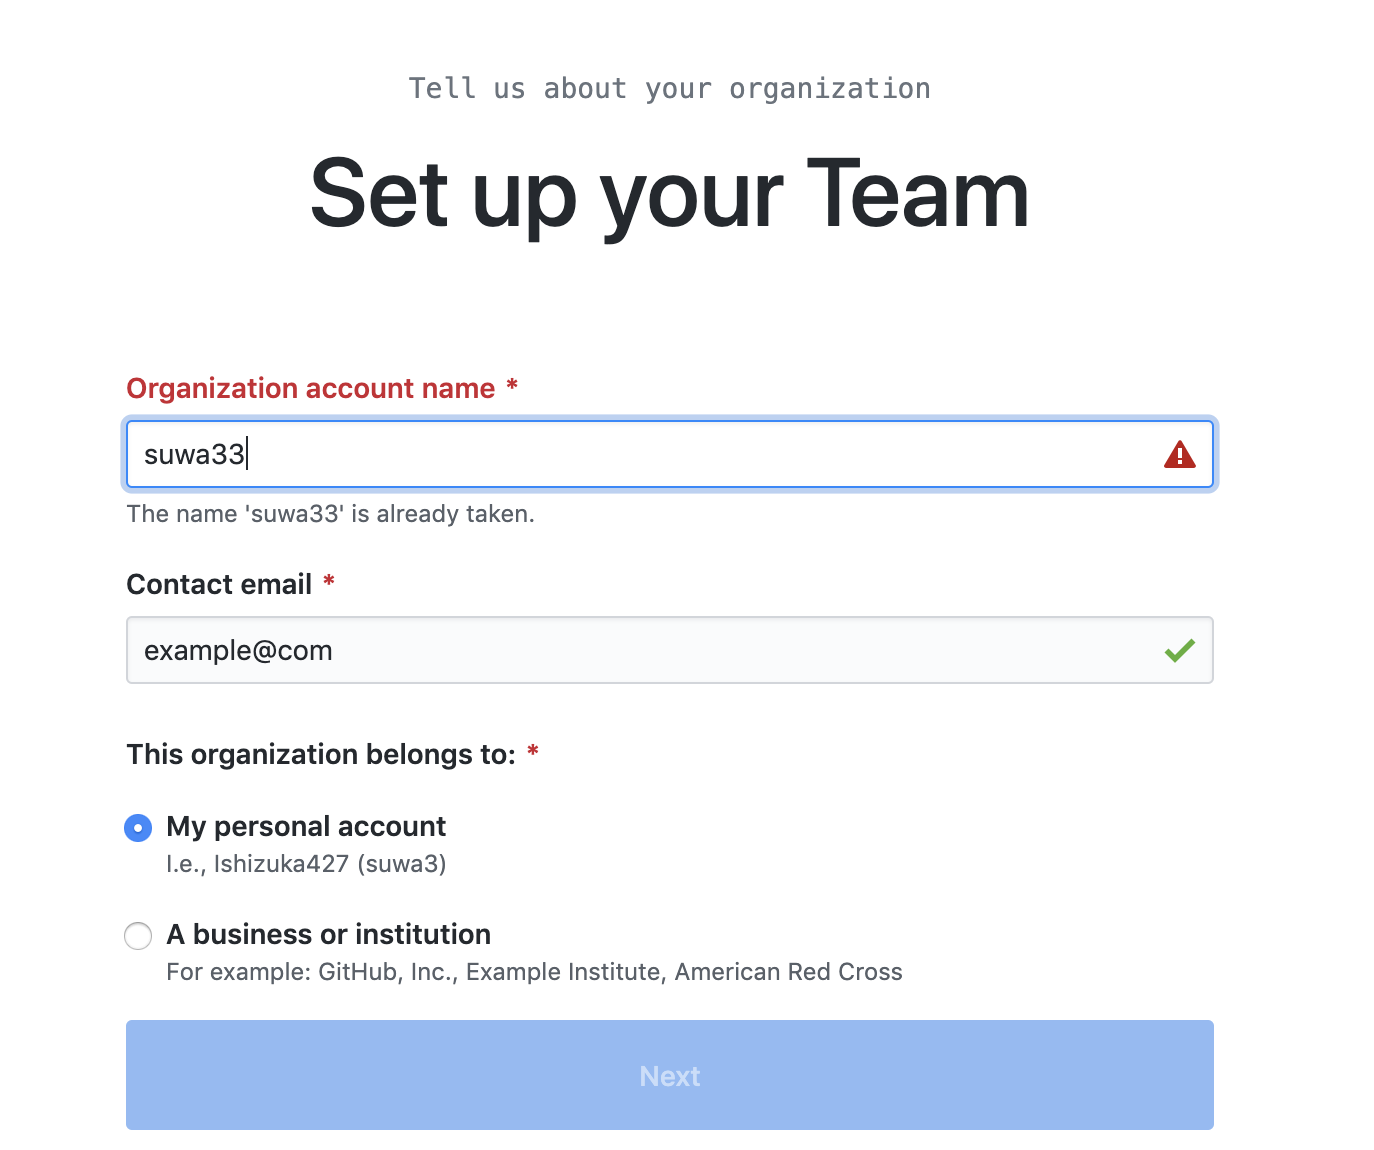 Tell us about your organization
Set up your Team
Organization account name *
suwa33
The name 'suwa33' is already taken.
Contact email *
example@com
This organization belongs to: *
My personal account
I.e., Ishizuka427 (suwa3)
A business or institution
For example: GitHub, Inc., Example Institute, American Red Cross
Next